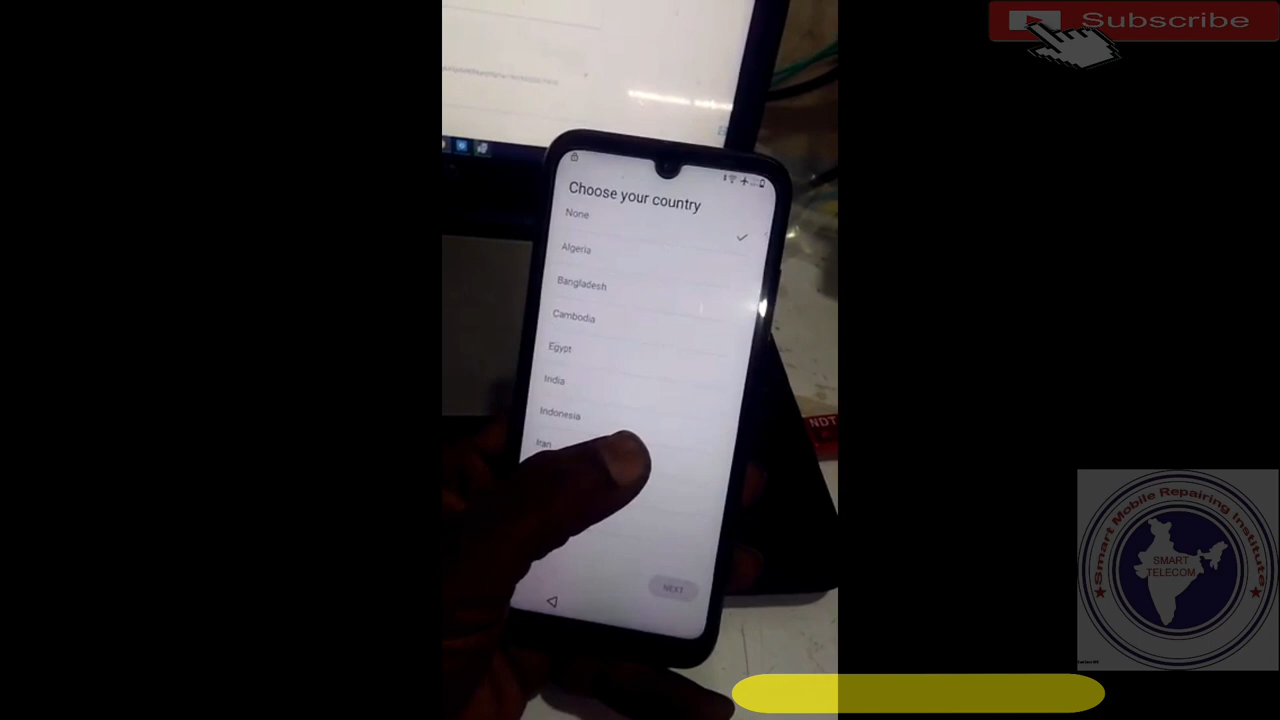 Subscribe
Choose your country
None
Algeria
Bangladesh
Cambodia
Egypt
India
Indonesia
Iran
NEXT
NDT
Smart Mobile Repairing Institute
SMART
TELECOM